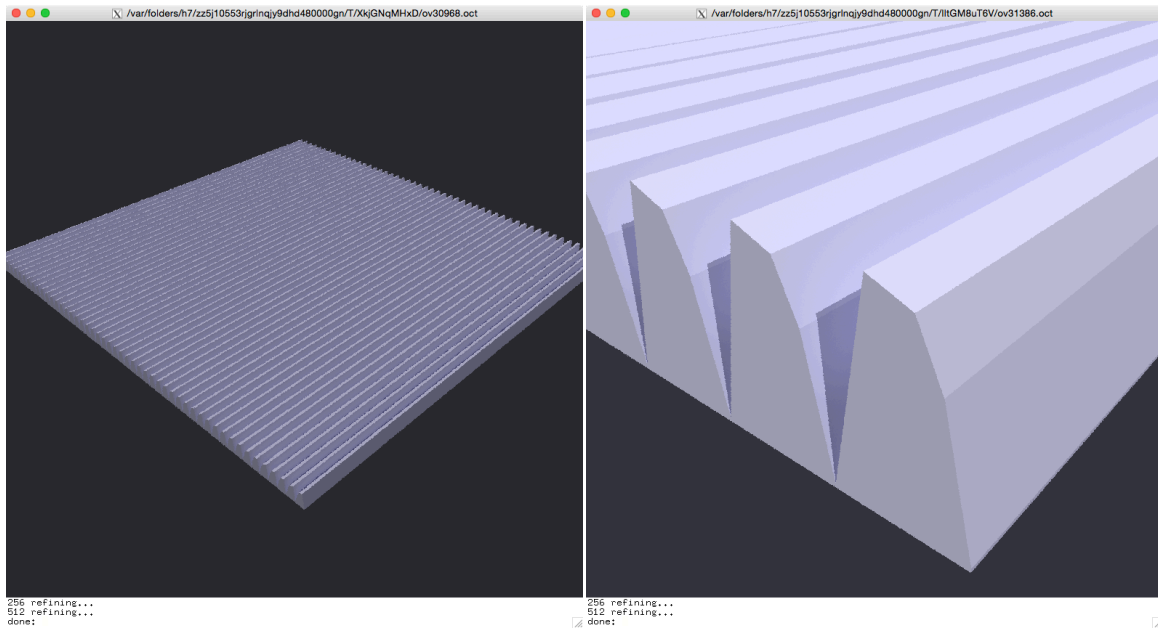 /var/folders/h7/zz5j10553rjgrlnqjy9dhd480000gn/T/XkjGNqMHxD/ov30968.oct
/var/folders/h7/zz5j10553rjgrlnqjy9dhd480000gn/T/lltGM8uT6V/ov31386.oct
256 refining...
512 refining...
done:
256 refining...
512 refining...
done: